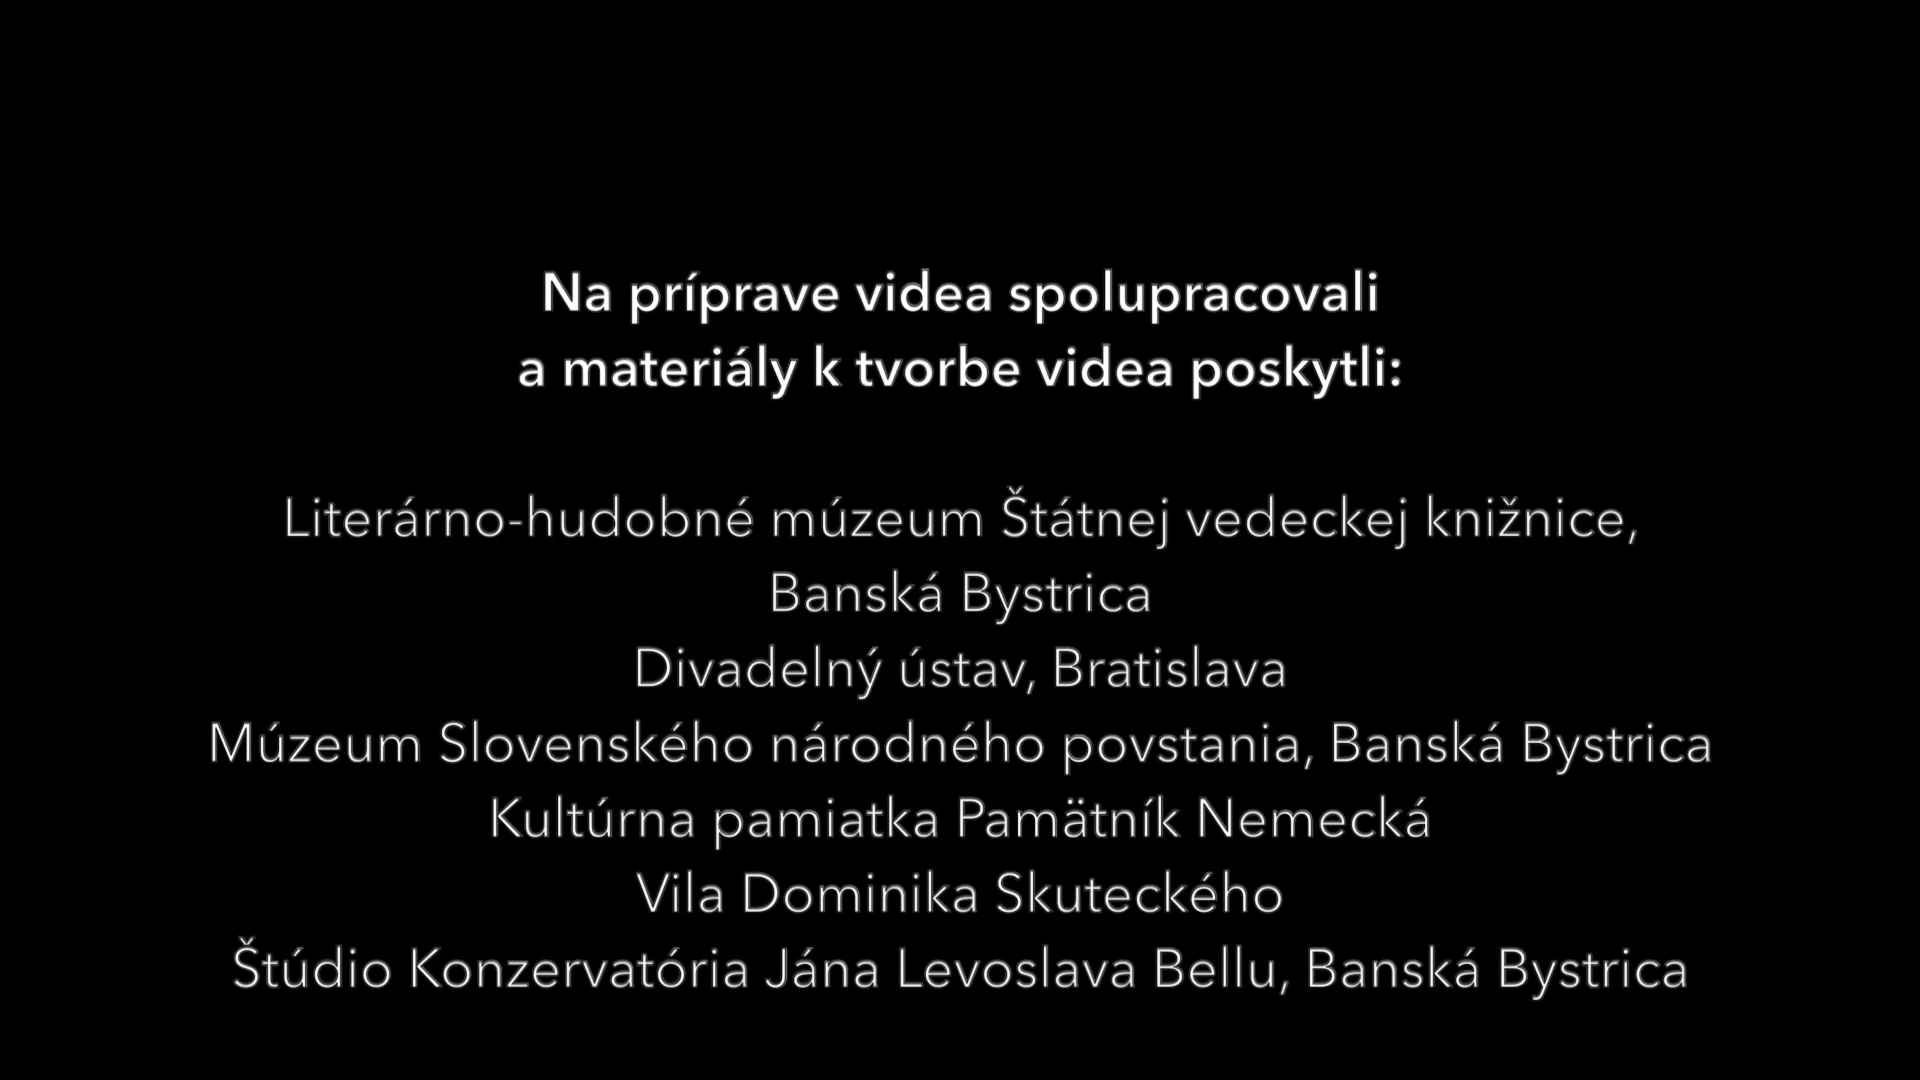 Na príprave videa spolupracovali
a materiály k tvorbe videa poskytli:
Literárno-hudobné múzeum Štátnej vedeckej knižnice,
Banská Bystrica
Divadelný ústav, Bratislava
Múzeum Slovenského národného povstania, Banská Bystrica
Kultúrna pamiatka Pamätník Nemecká
Vila Dominika Skuteckého
Štúdio Konzervatória Jána Levoslava Bellu, Banská Bystrica